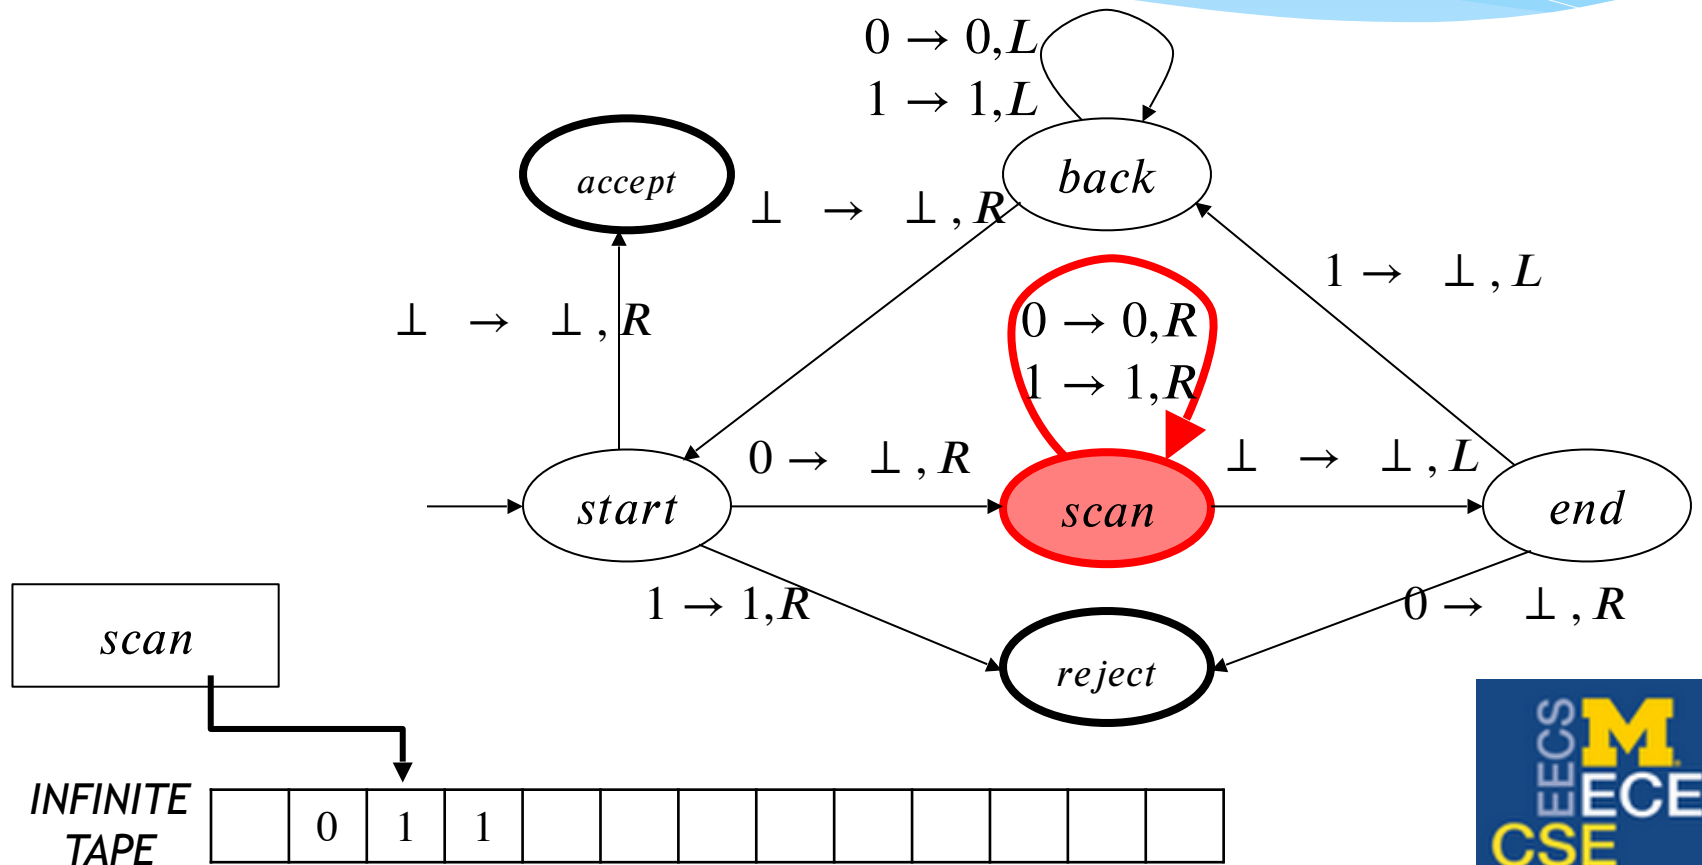 0 → 0,L
1 → 1,L
accept
back
⊥ → ⊥ , R
1 → ⊥ , L
⊥ → ⊥ , R
0 → 0,R
1 → 1,R
start
0 → ⊥ , R
scan
⊥ → ⊥ , L
end
1 → 1,R
reject
0 → ⊥ , R
scan
INFINITE
TAPE
0 1 1
EECS
M
ECE
CSE